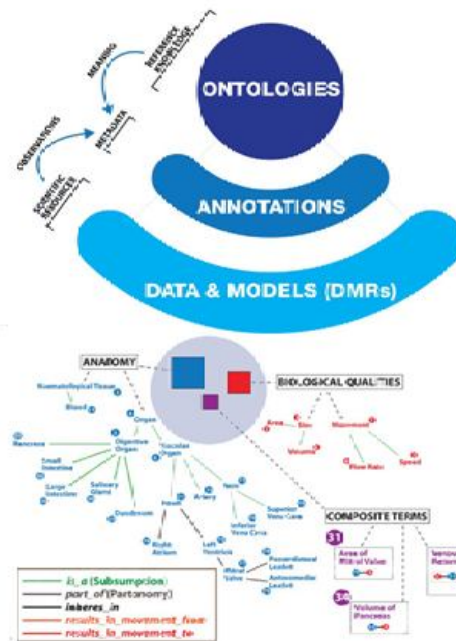 REFERENCE
KNOWLEDGE
MEANING
METADATA
OBSERVATIONS
SCIENTIFIC
RESOURCES
ONTOLOGIES
ANNOTATIONS
DATA & MODELS (DMRs)
ANATOMY
BIOLOGICAL QUALITIES
Haematological Tissue
Blood
Organ
Pancreas
Digestive
Organ
Vascular
Organ
Small
Intestine
Large
Intestine
Salivary
Gland
Duodenum
Heart
Artery
Vein
Superior
Vena Cava
Inferior
Vena Cava
Right
Atrium
Left
Ventricle
Mitral
Valve
Posteromedial
Leaflet
Anterolateral
Leaflet
Area
Size
Volume
Movement
Flow Rate
Speed
COMPOSITE TERMS
31
Area of
Mitral Valve
34
Volume of
Pancreas
is_a (Subsumption)
part_of (Partonomy)
inheres_in
results_in_movement_from
results_in_movement_to